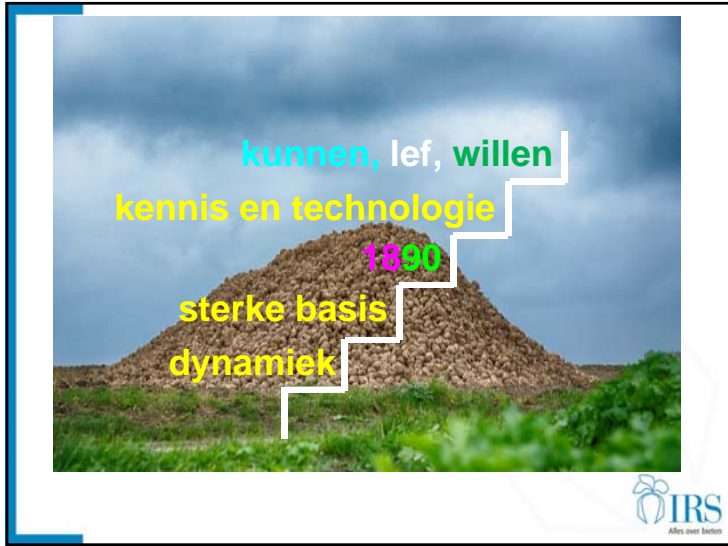 kunnen, lef, willen
kennis en technologie
1890
sterke basis
dynamiek
IRS
Alles over bieten